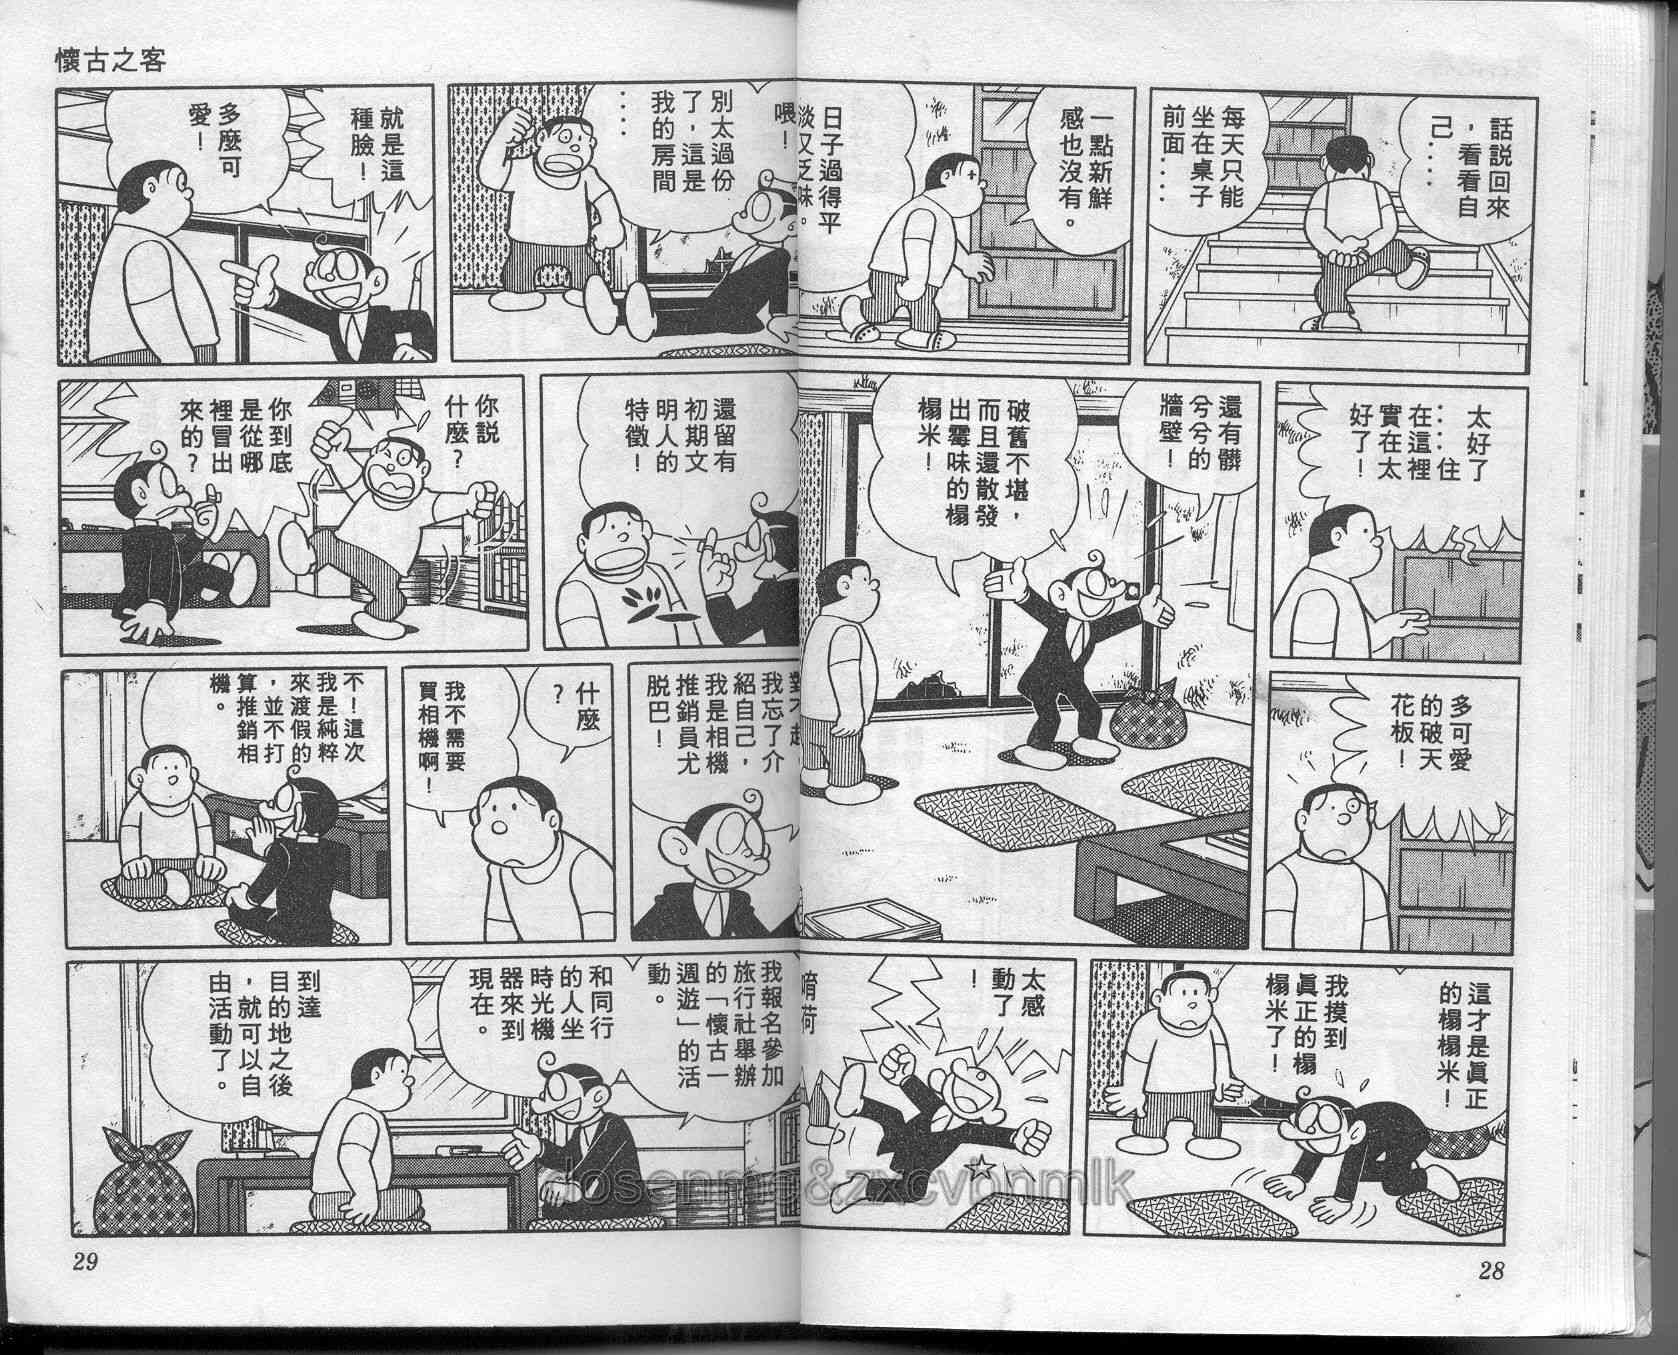 話說回來
，看看自
己‥‥
每天只能
坐在桌子
前面‥‥
一點新鮮
感也沒有。
日子過得平
淡又乏味。
太好了
‥‥住
在這裡
實在太
好了！
多可愛
的破天
花板！
還有髒
兮兮的
牆壁！
破舊不堪，
而且還散發
出霉味的榻
榻米！
這才是眞正
的榻榻米！
我摸到
眞正的榻
榻米了！
太感
動了
！
28
懷古之客
喂！
別太過份
了，這是
我的房間
‥‥
就是這
種臉！
多麼可
愛！
還留有
初期文
明人的
特徵！
你說
什麼？
你到底
是從哪
裡冒出
來的？
我忘了介
紹自己，
我是相機
推銷員尤
脱巴！
什麼
？
我不需要
買相機啊！
不！這次
我是純粹
來渡假的
，並不打
算推銷相
機。
我報名參加
旅行社舉辦
的「懷古一
週遊」的活
動。
和同行
的人坐
時光機
器來到
現在。
到達
目的地之後
，就可以自
由活動了。
29
losenmp&zxcvbnmlk